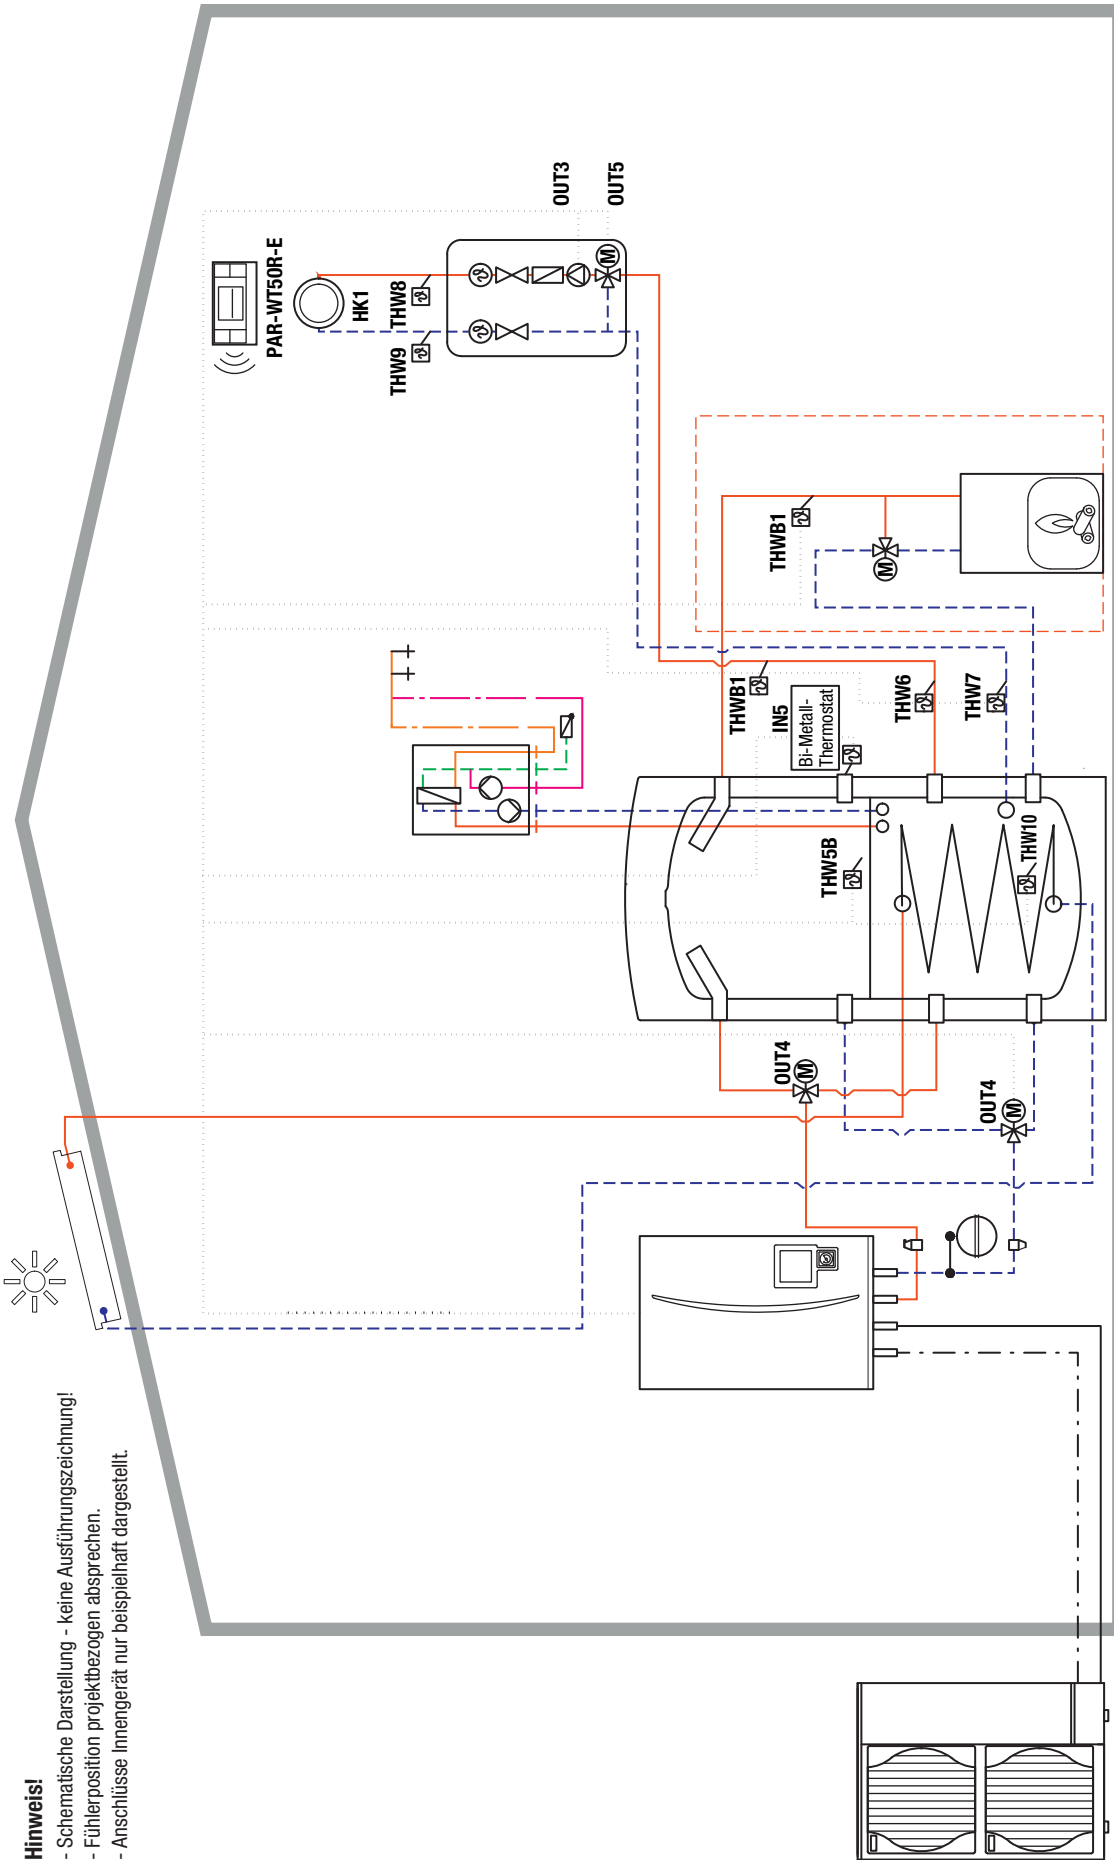 Hinweis!
- Schematische Darstellung - keine Ausführungszeichnung!
- Fühlerposition projektbezogen absprechen.
- Anschlüsse Innengerät nur beispielhaft dargestellt.
PAR-WT50R-E
HK1
THW8
THW9
OUT3
OUT5
M
THWB1
M
THWB1
IN5
Bi-Metall-
Thermostat
THW6
THW7
THW5B
THW10
OUT4
M
OUT4
M